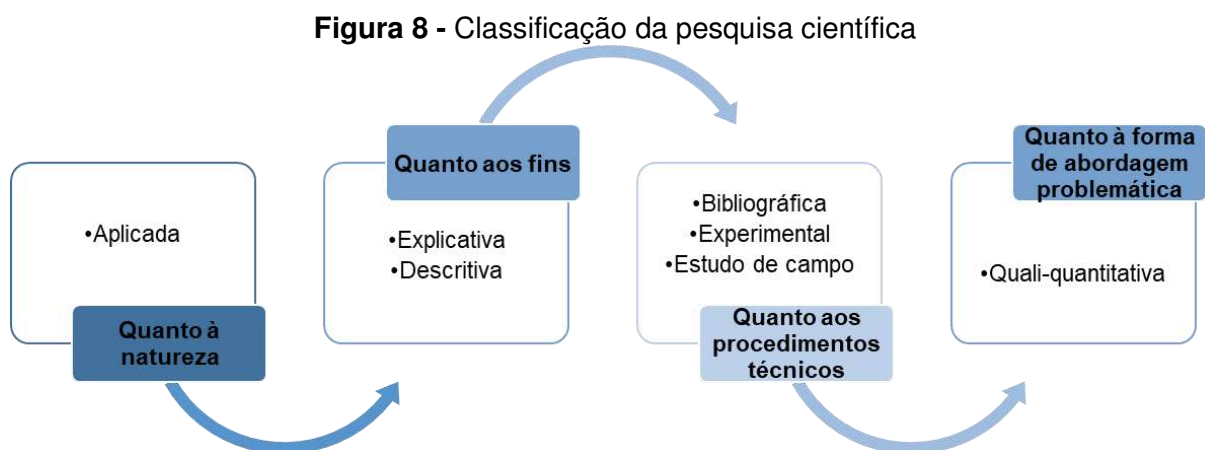 Figura 8 - Classificação da pesquisa científica
•Aplicada
Quanto à
natureza
Quanto aos fins
•Explicativa
•Descritiva
•Bibliográfica
•Experimental
•Estudo de campo
Quanto aos
procedimentos
técnicos
Quanto à forma
de abordagem
problemática
•Quali-quantitativa